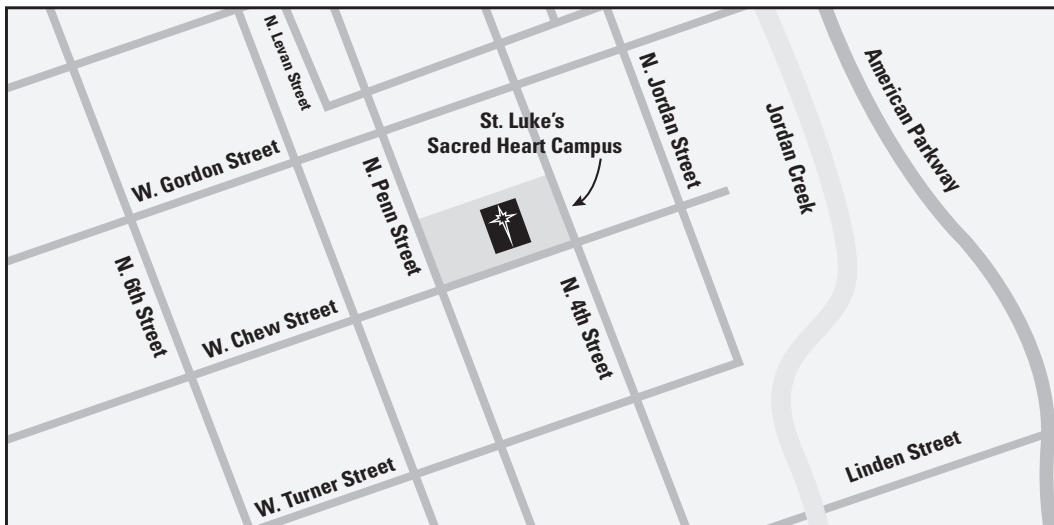 N. Levan Street
St. Luke's
Sacred Heart Campus
N. Jordan Street
Jordan Creek
American Parkway
W. Gordon Street
N. Penn Street
N. 6th Street
W. Chew Street
N. 4th Street
W. Turner Street
Linden Street